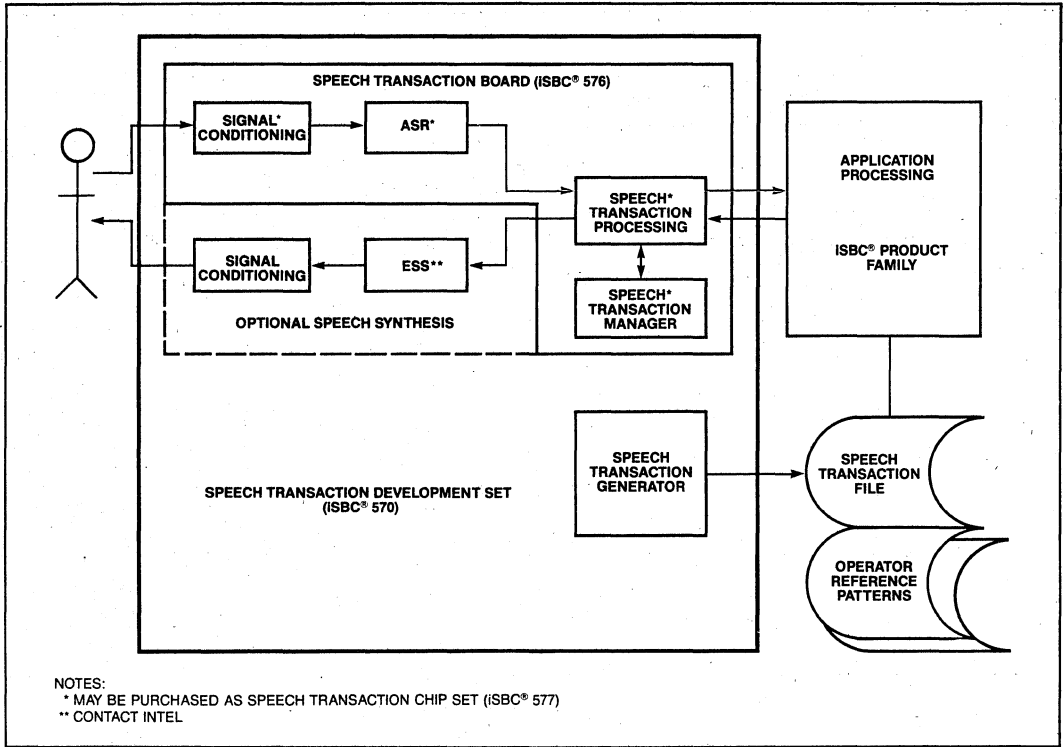 SPEECH TRANSACTION BOARD (iSBC® 576)
SIGNAL*
CONDITIONING
ASR*
SPEECH*
TRANSACTION
PROCESSING
APPLICATION
PROCESSING
iSBC® PRODUCT
FAMILY
SIGNAL
CONDITIONING
ESS**
OPTIONAL SPEECH SYNTHESIS
SPEECH*
TRANSACTION
MANAGER
SPEECH
TRANSACTION
GENERATOR
SPEECH
TRANSACTION
FILE
SPEECH TRANSACTION DEVELOPMENT SET
(iSBC® 570)
OPERATOR
REFERENCE
PATTERNS
NOTES:
* MAY BE PURCHASED AS SPEECH TRANSACTION CHIP SET (iSBC® 577)
** CONTACT INTEL